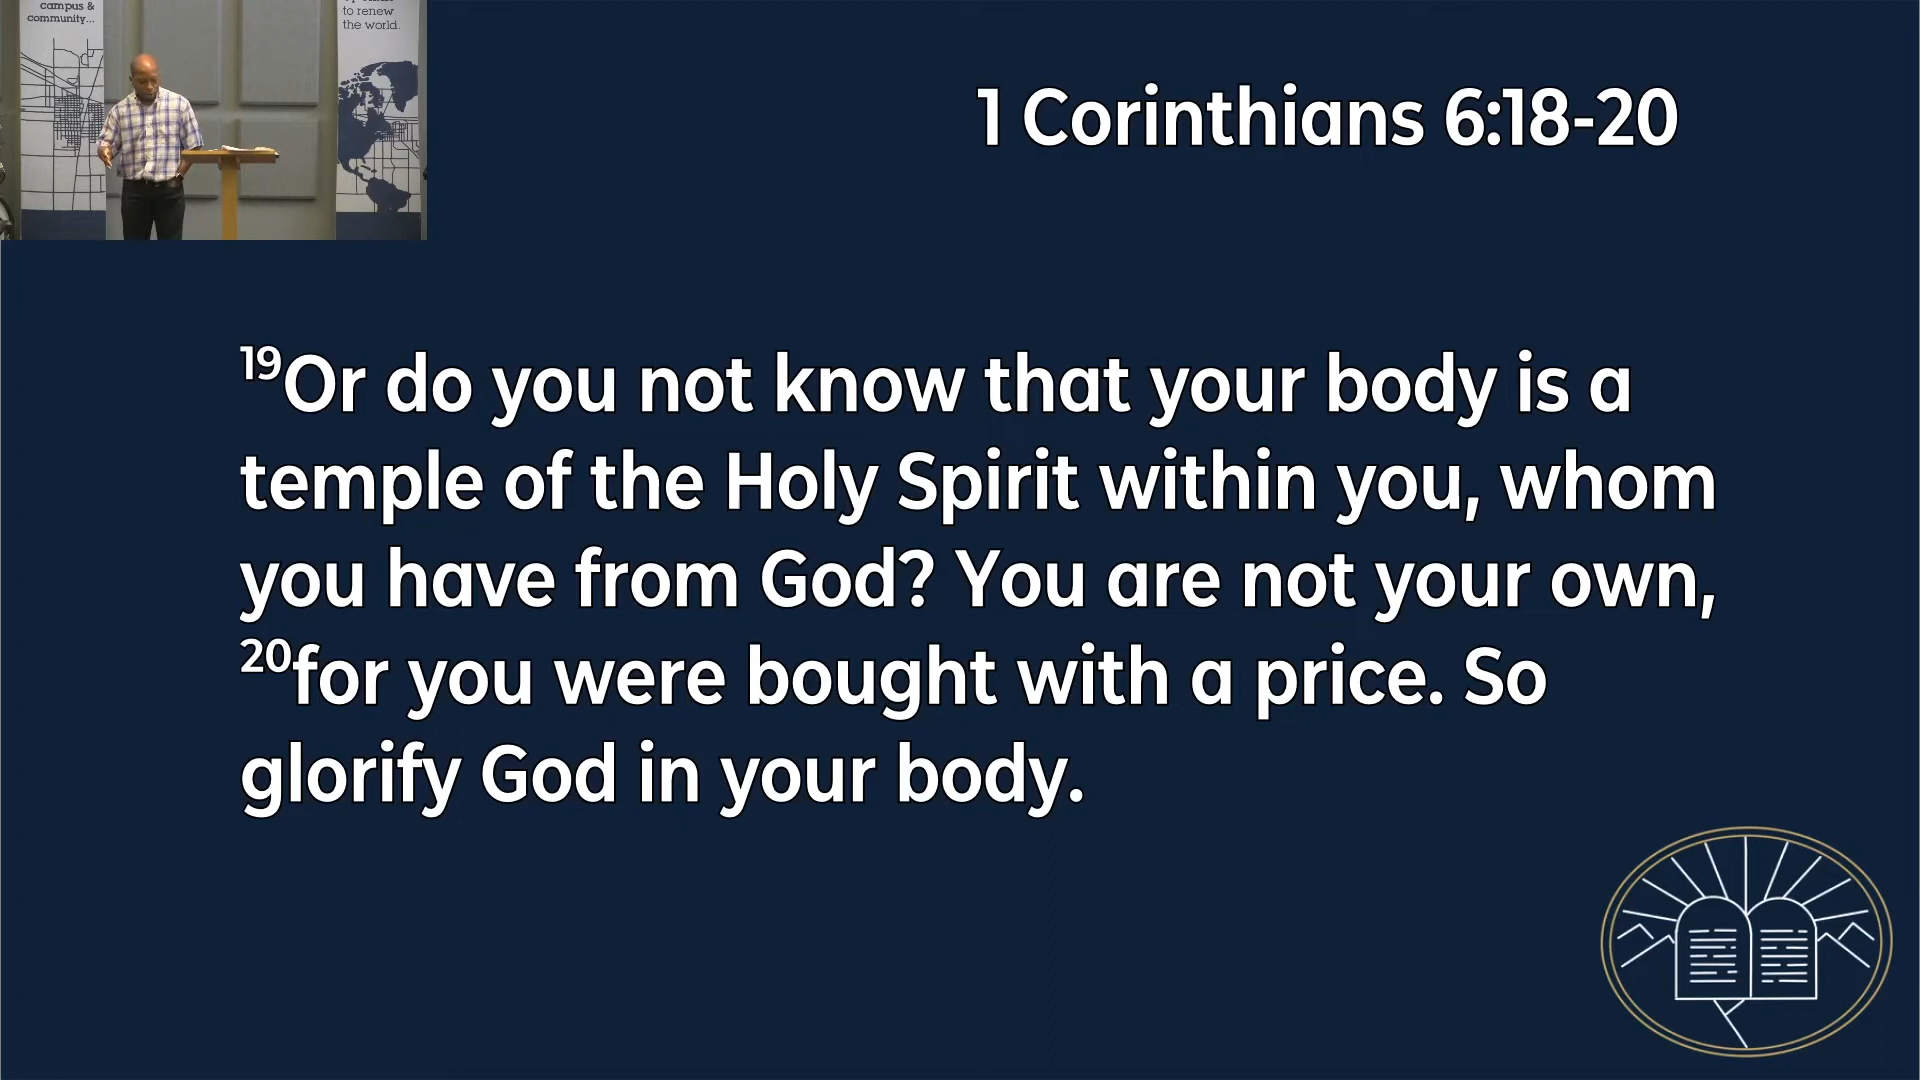 campus &
community...
to renew
the world.
1 Corinthians 6:18-20
19Or do you not know that your body is a
temple of the Holy Spirit within you, whom
you have from God? You are not your own,
20for you were bought with a price. So
glorify God in your body.